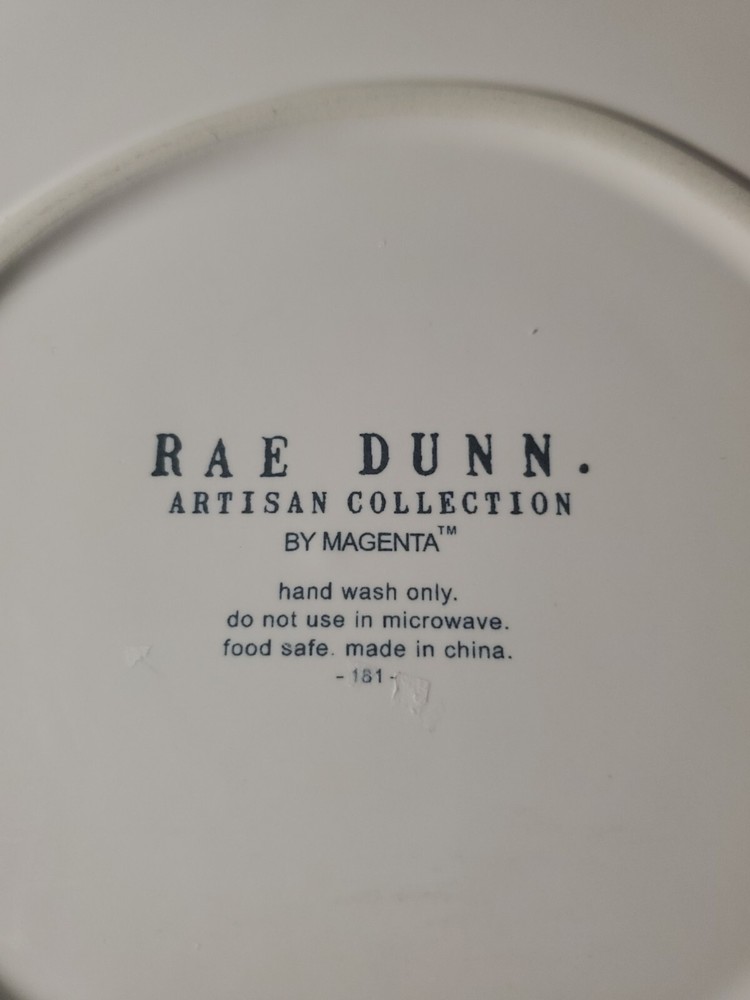 RAE DUNN.
ARTISAN COLLECTION
BY MAGENTA™
hand wash only.
do not use in microwave.
food safe. made in china.
- 181 -